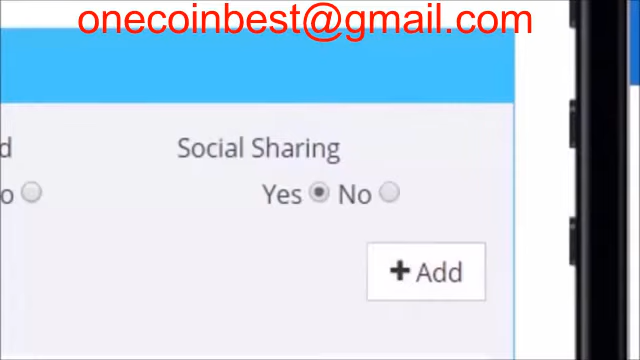 onecoinbest@gmail.com
d Social Sharing
o Yes No
+ Add